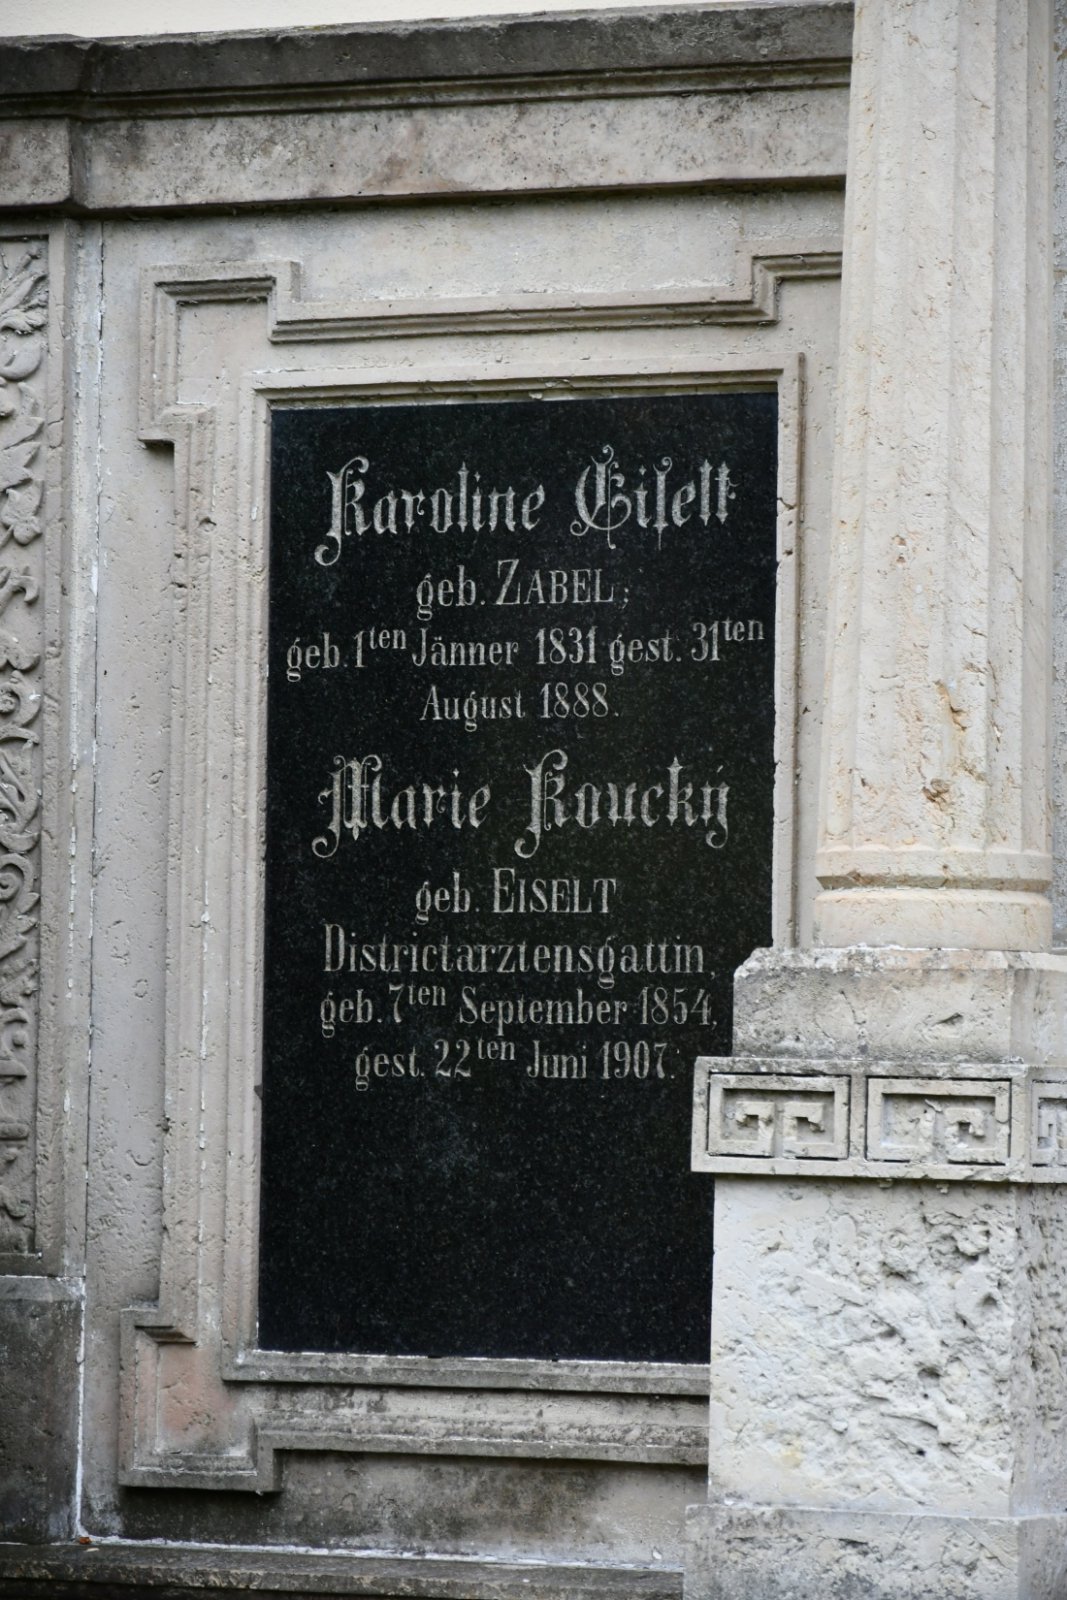 Karoline Eiselt
geb. ZABEL;
geb. 1ten Jänner 1831 gest. 31ten
August 1888.
Marie Koucký
geb. EISELT
Districtarztensgattin,
geb. 7ten September 1854,
gest. 22ten Juni 1907.